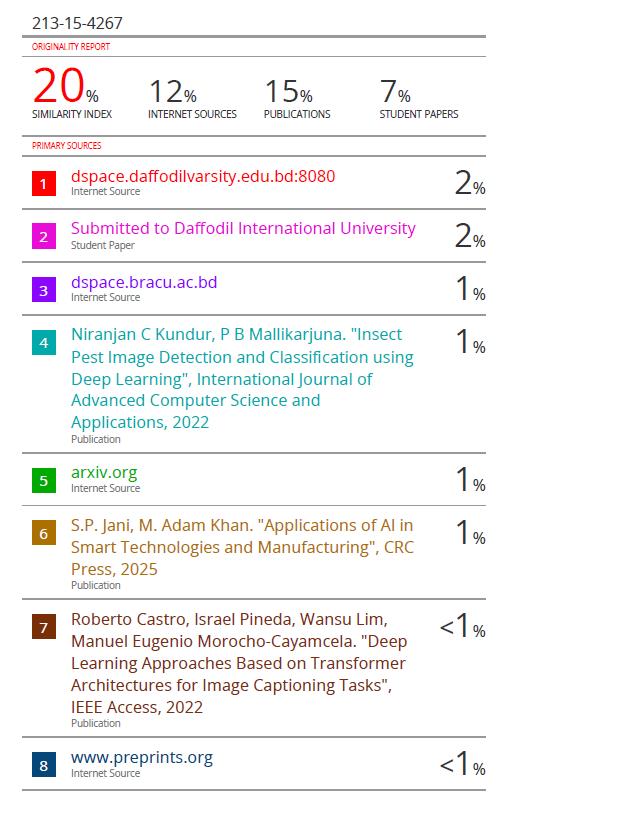 213-15-4267
ORIGINALITY REPORT
20%
SIMILARITY INDEX
12%
INTERNET SOURCES
15%
PUBLICATIONS
7%
STUDENT PAPERS
PRIMARY SOURCES
1
dspace.daffodilvarsity.edu.bd:8080
Internet Source
2%
2
Submitted to Daffodil International University
Student Paper
2%
3
dspace.bracu.ac.bd
Internet Source
1%
4
Niranjan C Kundur, P B Mallikarjuna. "Insect
Pest Image Detection and Classification using
Deep Learning", International Journal of
Advanced Computer Science and
Applications, 2022
Publication
1%
5
arxiv.org
Internet Source
1%
6
S.P. Jani, M. Adam Khan. "Applications of AI in
Smart Technologies and Manufacturing", CRC
Press, 2025
Publication
1%
7
Roberto Castro, Israel Pineda, Wansu Lim,
Manuel Eugenio Morocho-Cayamcela. "Deep
Learning Approaches Based on Transformer
Architectures for Image Captioning Tasks",
IEEE Access, 2022
Publication
<1%
8
www.preprints.org
Internet Source
<1%